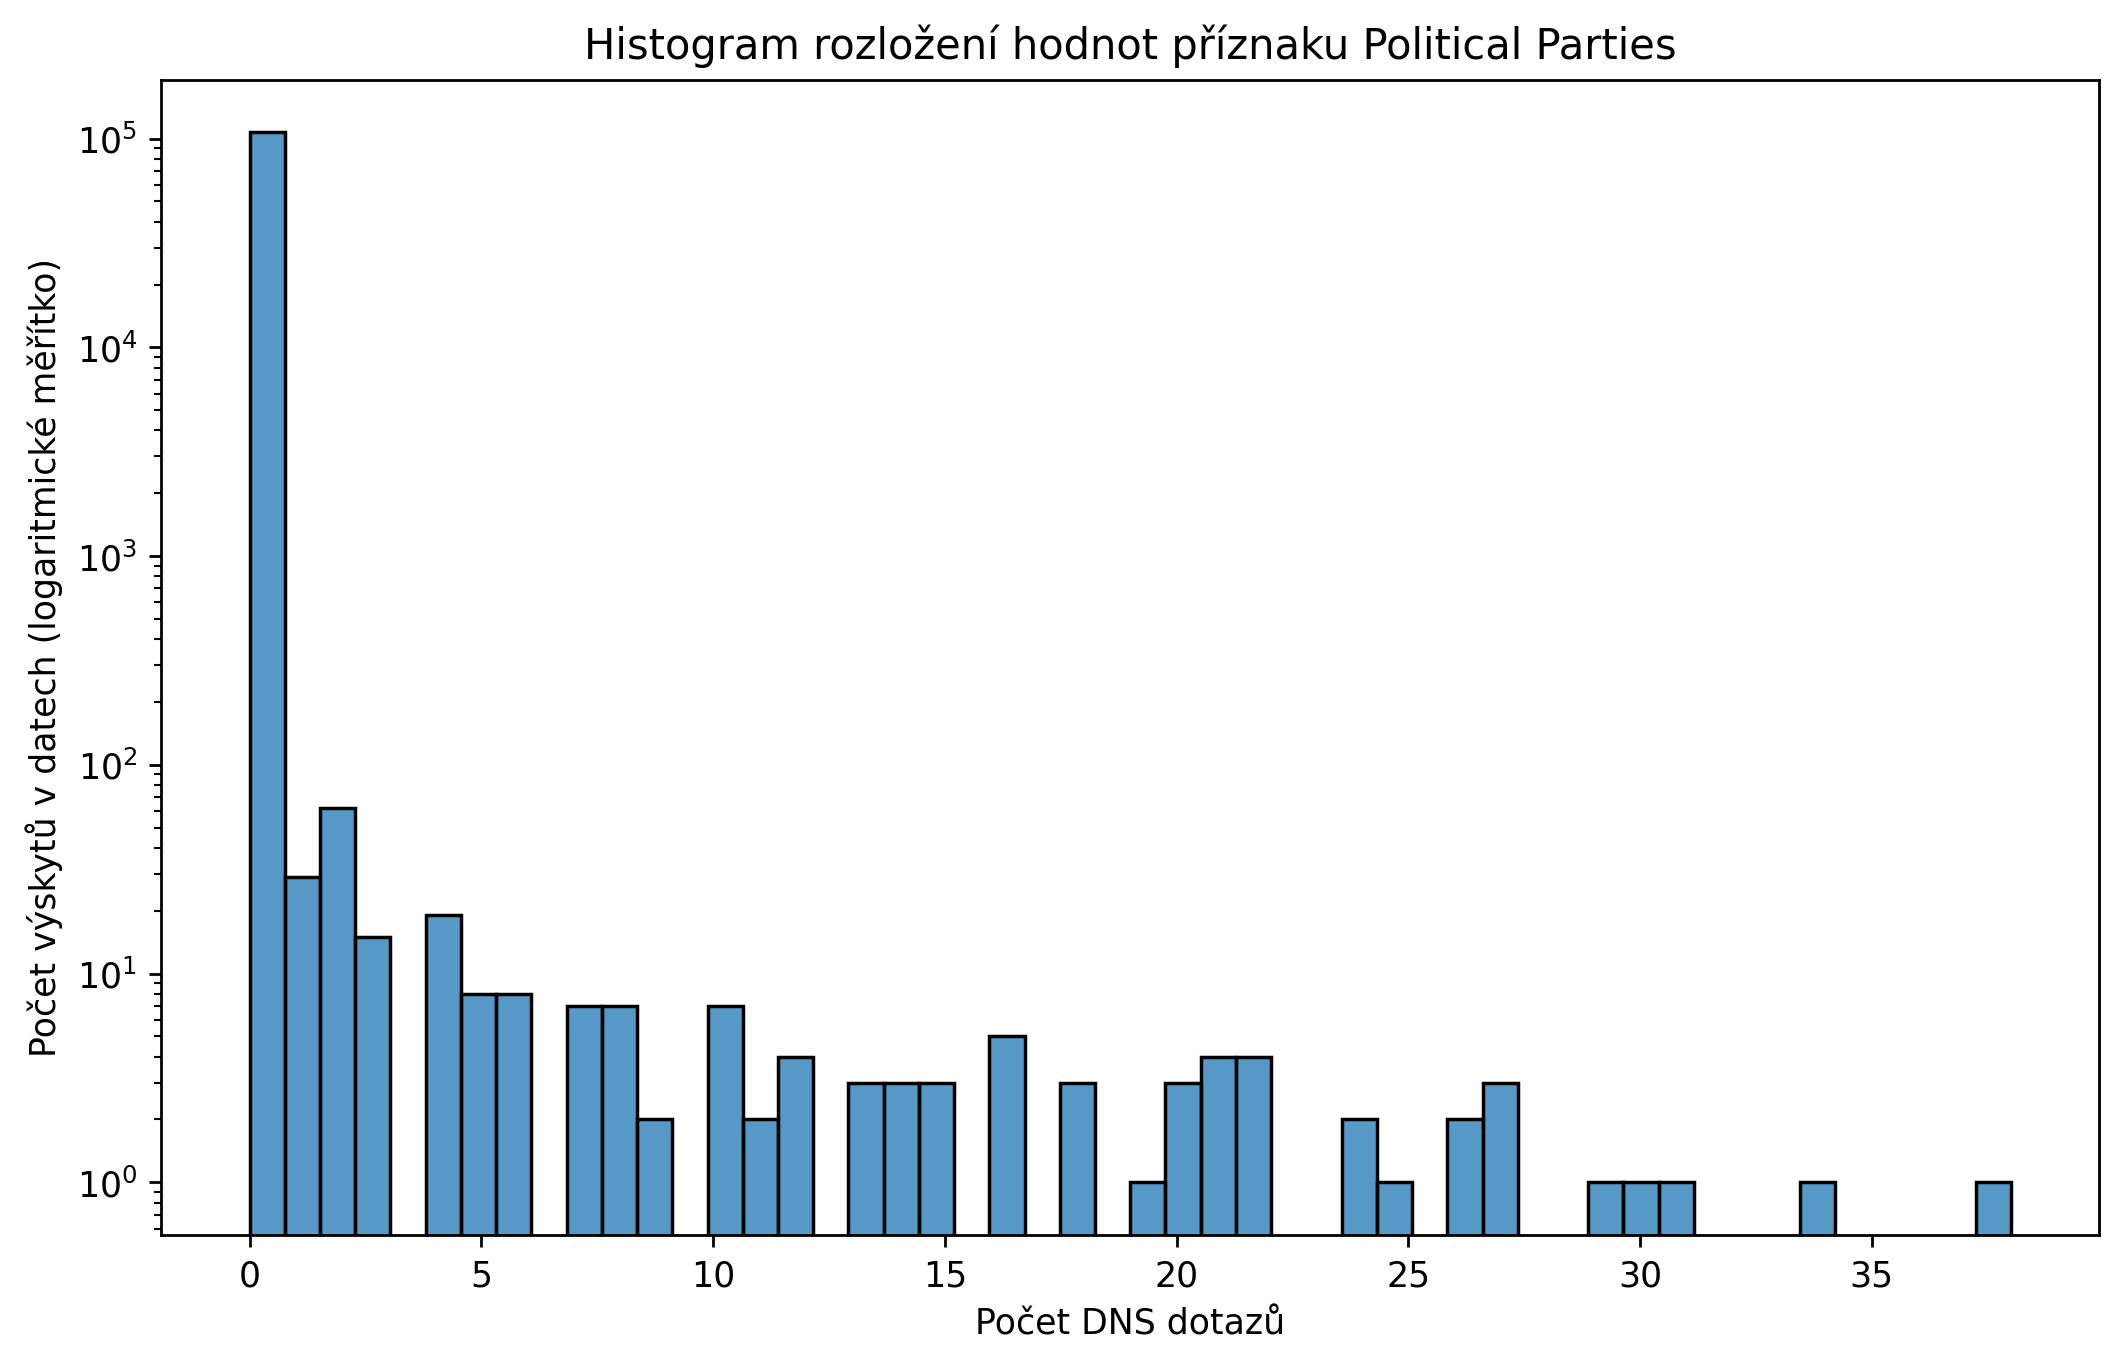 Histogram rozložení hodnot příznaku Political Parties
Počet výskytů v datech (logaritmické měřítko)
10⁵
10⁴
10³
10²
10¹
10⁰
0 5 10 15 20 25 30 35
Počet DNS dotazů